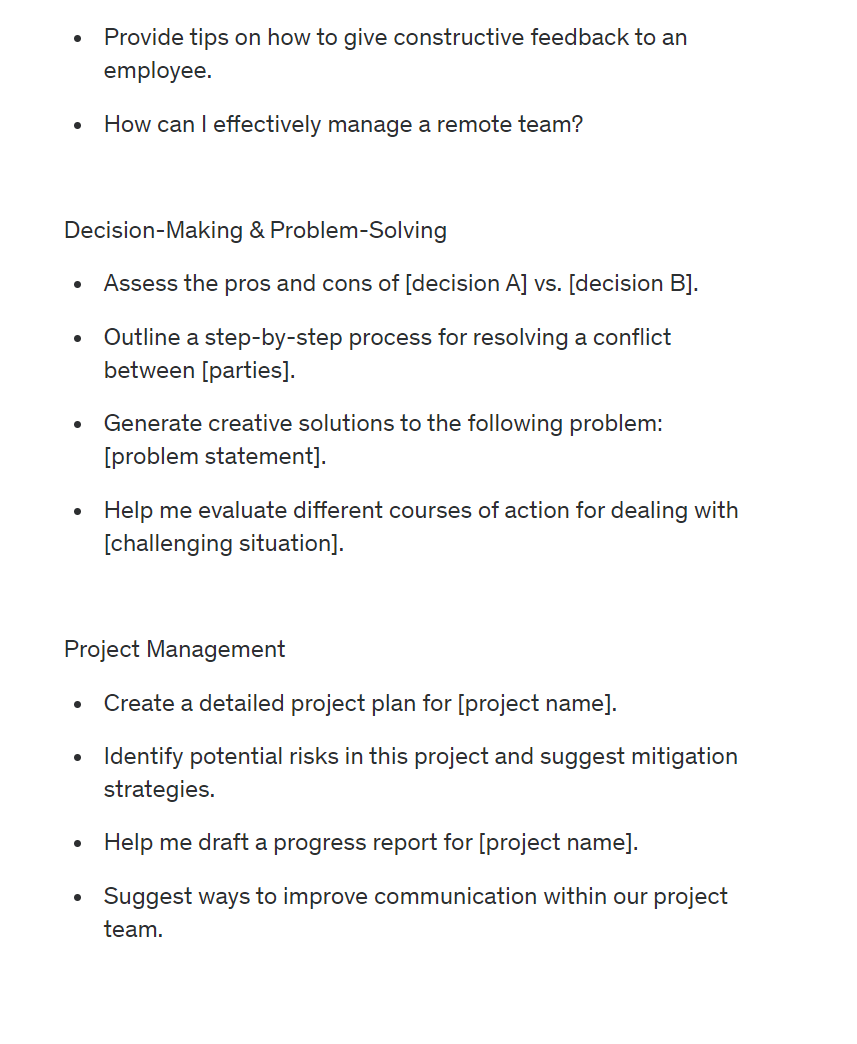 • Provide tips on how to give constructive feedback to an
employee.
• How can I effectively manage a remote team?
Decision-Making & Problem-Solving
• Assess the pros and cons of [decision A] vs. [decision B].
• Outline a step-by-step process for resolving a conflict
between [parties].
• Generate creative solutions to the following problem:
[problem statement].
• Help me evaluate different courses of action for dealing with
[challenging situation].
Project Management
• Create a detailed project plan for [project name].
• Identify potential risks in this project and suggest mitigation
strategies.
• Help me draft a progress report for [project name].
• Suggest ways to improve communication within our project
team.